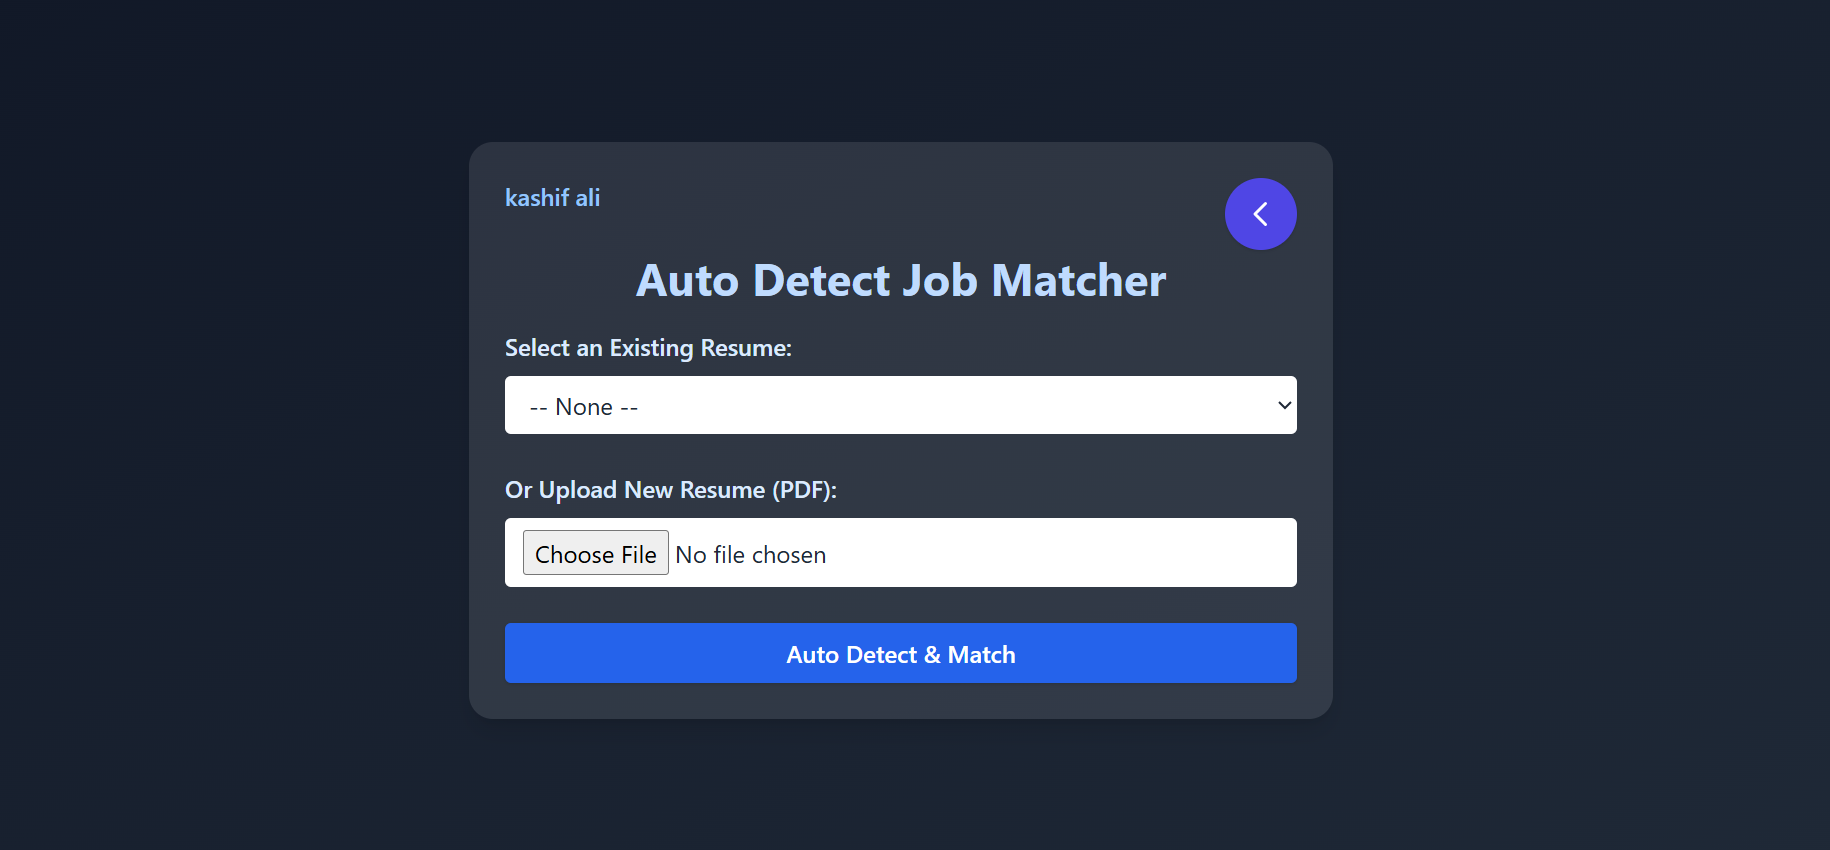 kashif ali
Auto Detect Job Matcher
Select an Existing Resume:
-- None --
Or Upload New Resume (PDF):
Choose File No file chosen
Auto Detect & Match